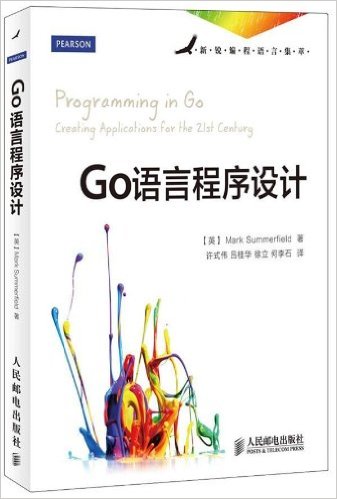 PEARSON
新锐编程语言集萃
Programming in Go
Creating Applications for the 21st Century
Go语言程序设计
[英] Mark Summerfield 著
许式伟 吕桂华 徐立 何李石 译
人民邮电出版社
POSTS & TELECOM PRESS
PEARSON
Go语言程序设计
[英] Mark Summerfield 著
人民邮电出版社